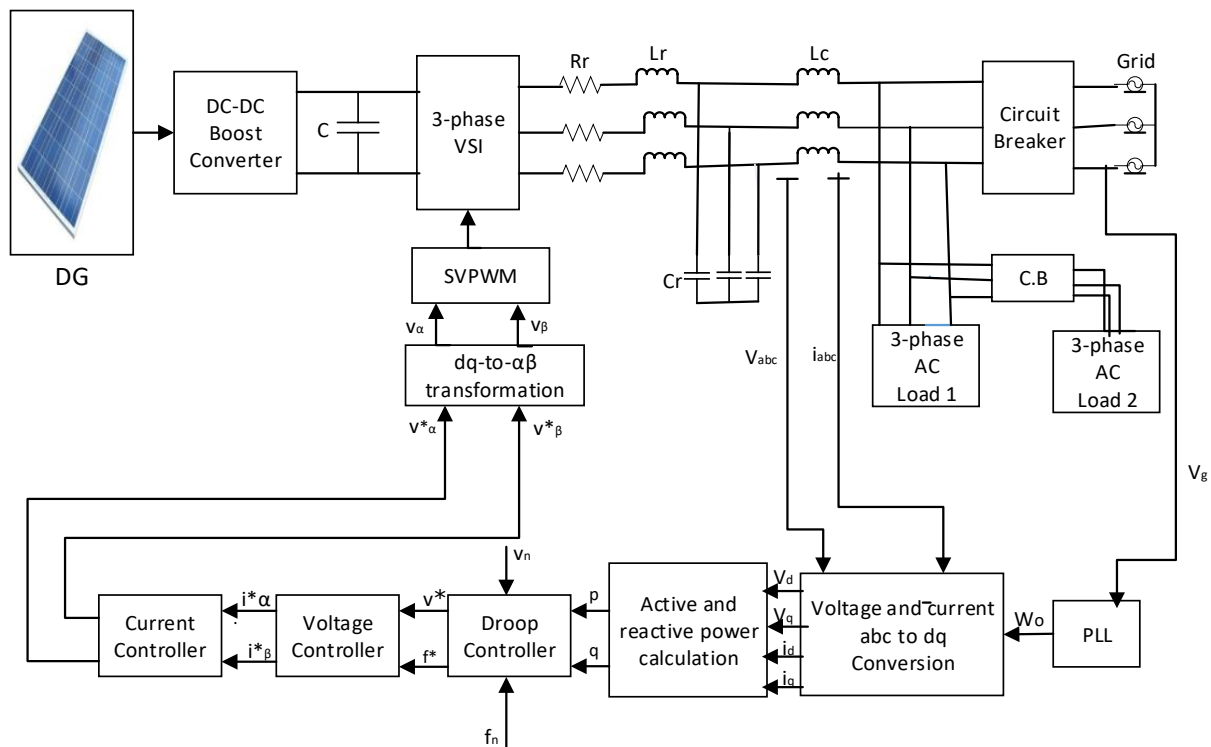 Rr
Lr
Lc
Grid
DC-DC
Boost
Converter
C
3-phase
VSI
Circuit
Breaker
DG
SVPWM
Cr
C.B
vα
vβ
Vabc
iabc
3-phase
AC
Load 1
3-phase
AC
Load 2
dq-to-αβ
transformation
v*α
v*β
Vg
vn
Current
Controller
i*α
i*β
Voltage
Controller
v*
f*
Droop
Controller
p
q
Active and
reactive power
calculation
Vd
Vq
id
iq
Voltage and current
abc to dq
Conversion
Wo
PLL
fn